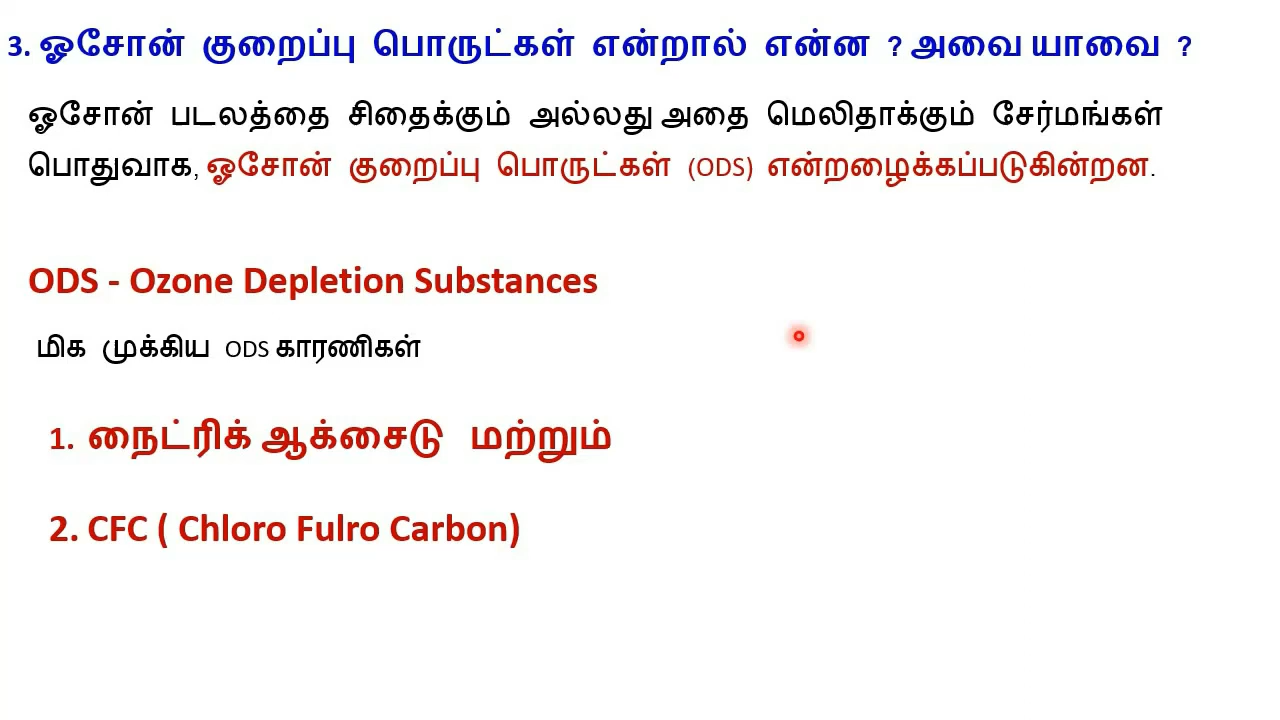 3. ஓசோன் குறைப்பு பொருட்கள் என்றால் என்ன ? அவை யாவை ?
ஓசோன் படலத்தை சிதைக்கும் அல்லது அதை மெலிதாக்கும் சேர்மங்கள்
பொதுவாக, ஓசோன் குறைப்பு பொருட்கள் (ODS) என்றழைக்கப்படுகின்றன.
ODS - Ozone Depletion Substances
மிக முக்கிய ODS காரணிகள்
1. நைட்ரிக் ஆக்சைடு மற்றும்
2. CFC ( Chloro Fulro Carbon)